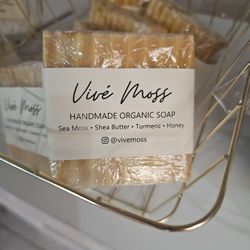 Vivé Moss
HANDMADE ORGANIC SOAP
Sea Moss • Shea Butter • Turmeric • Honey
@vivemoss